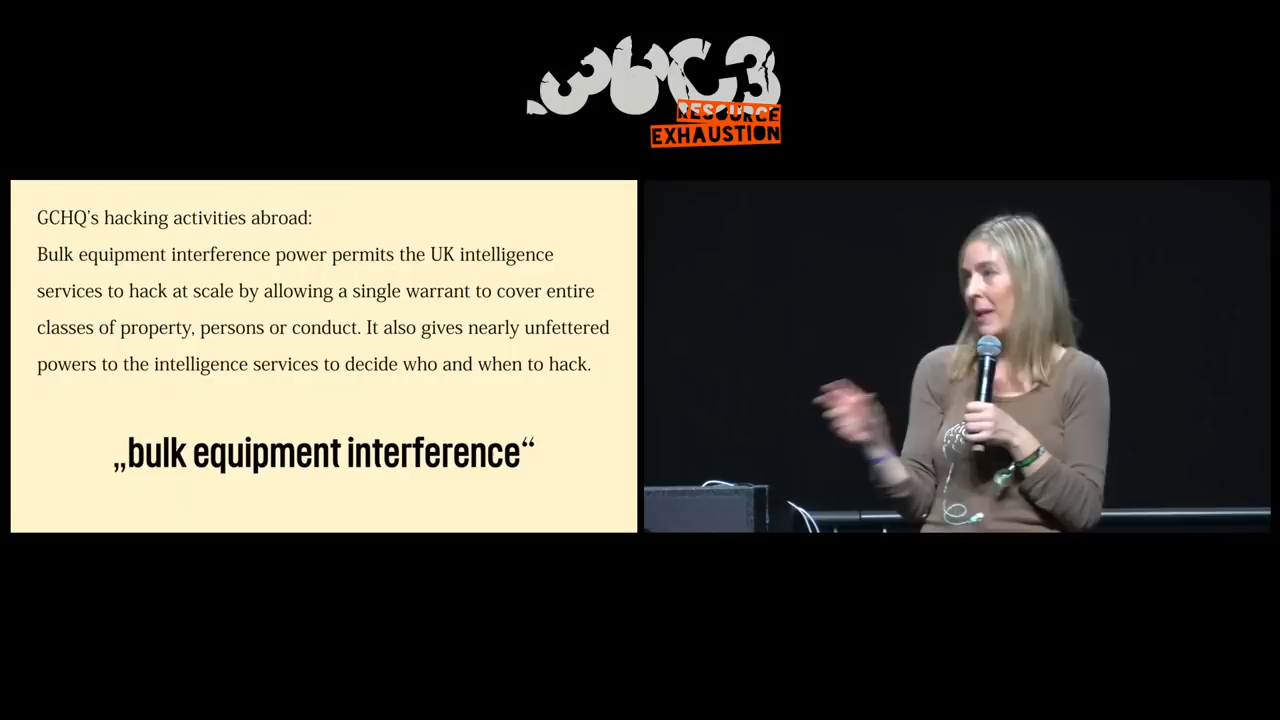 36C3
RESOURCE
EXHAUSTION
GCHQ's hacking activities abroad:
Bulk equipment interference power permits the UK intelligence
services to hack at scale by allowing a single warrant to cover entire
classes of property, persons or conduct. It also gives nearly unfettered
powers to the intelligence services to decide who and when to hack.
„bulk equipment interference“